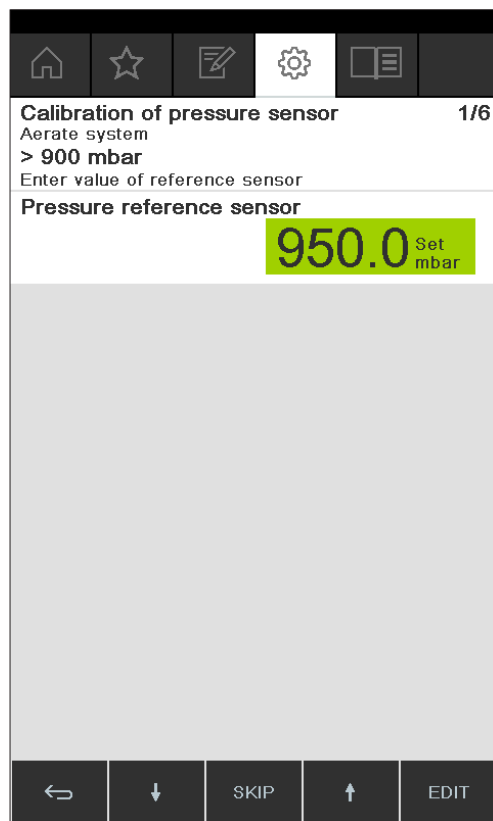 Calibration of pressure sensor 1/6
Aerate system
> 900 mbar
Enter value of reference sensor
Pressure reference sensor
950.0 Set mbar
SKIP EDIT